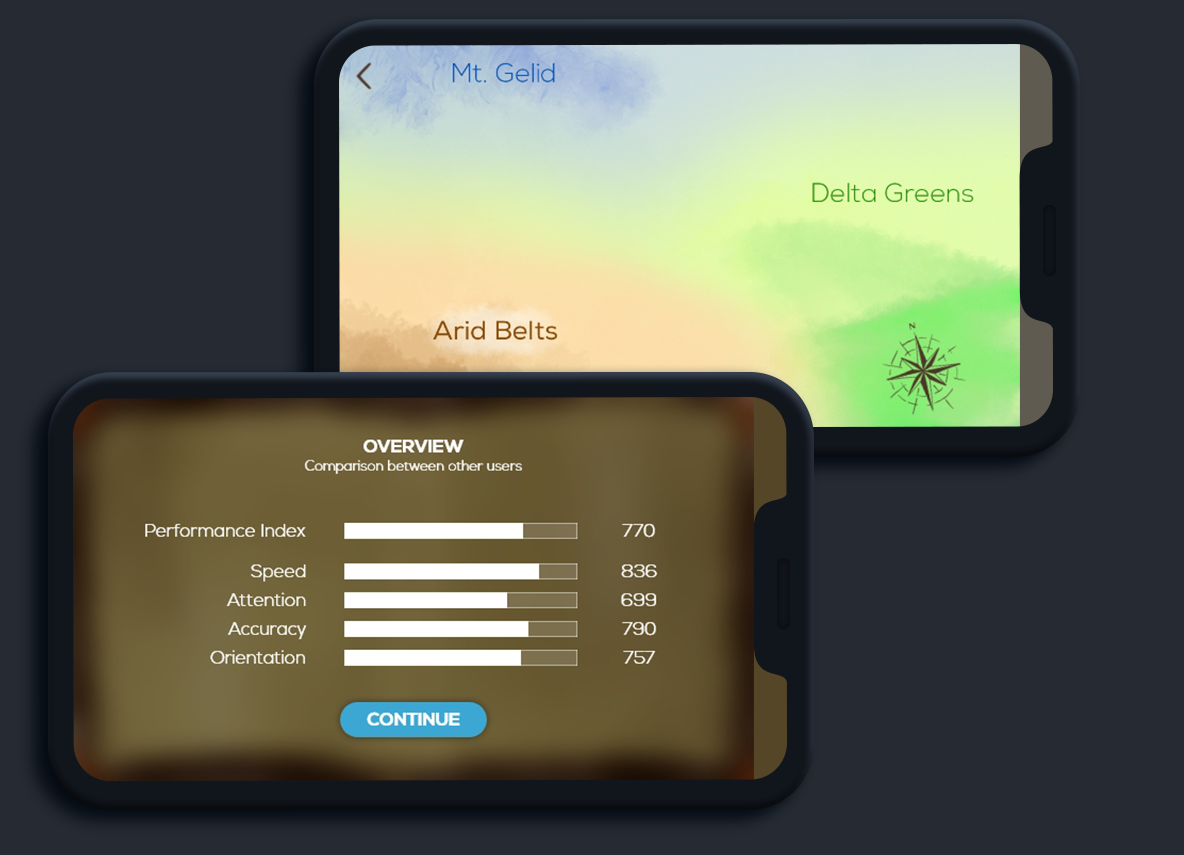 Mt. Gelid
Delta Greens
Arid Belts
N
OVERVIEW
Comparison between other users
Performance Index 770
Speed 836
Attention 699
Accuracy 790
Orientation 757
CONTINUE